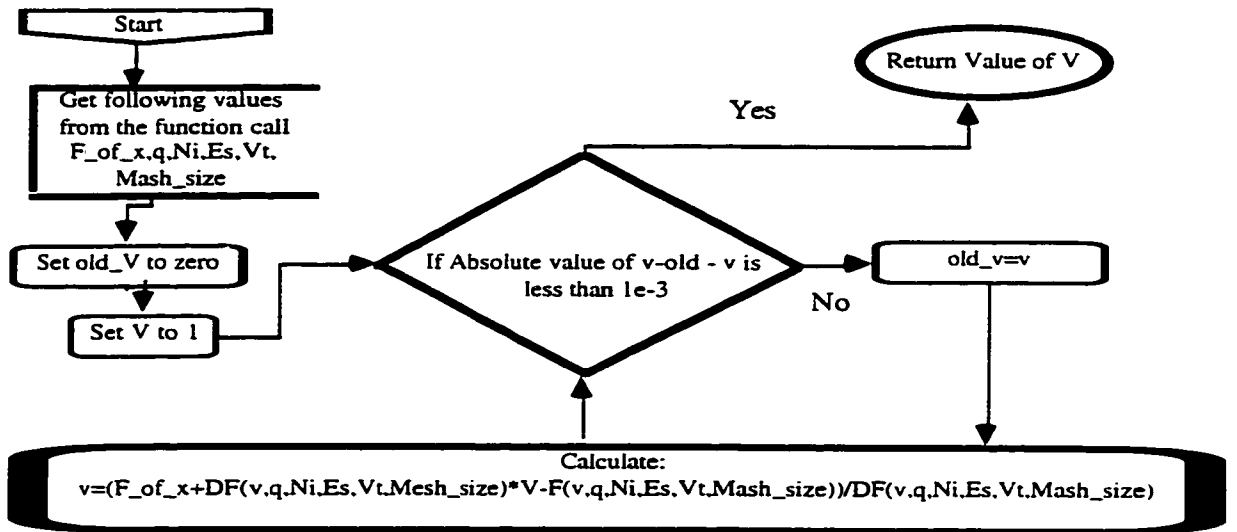 Start
Get following values
from the function call
F_of_x,q,Ni,Es,Vt,
Mash_size
Set old_V to zero
Set V to 1
If Absolute value of v-old - v is
less than 1e-3
Yes
Return Value of V
No
old_v=v
Calculate:
v=(F_of_x+DF(v,q,Ni,Es,Vt,Mesh_size)*V-F(v,q,Ni,Es,Vt,Mash_size))/DF(v,q,Ni,Es,Vt,Mash_size)